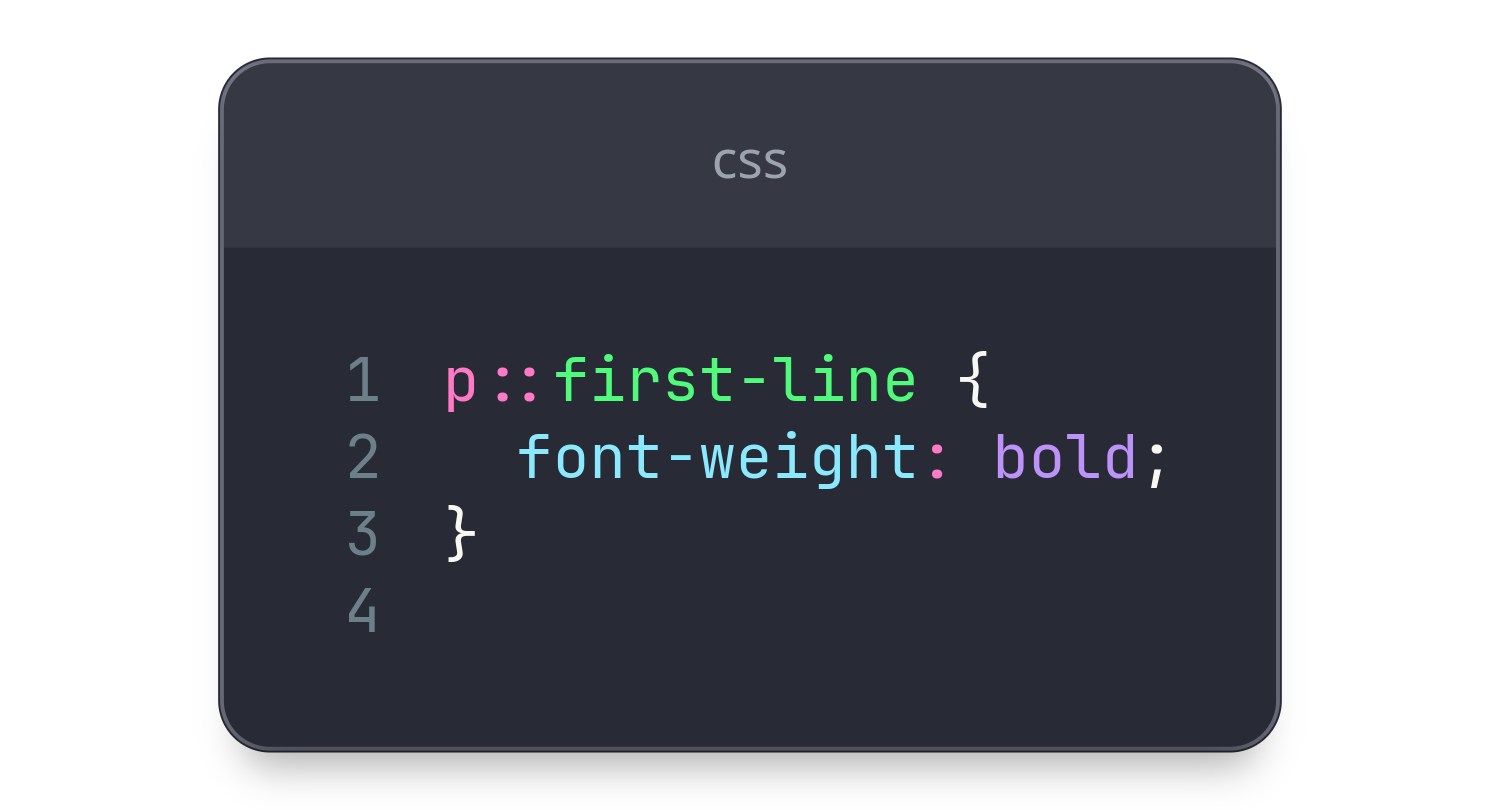 CSS
1 p::first-line {
2   font-weight: bold;
3 }
4